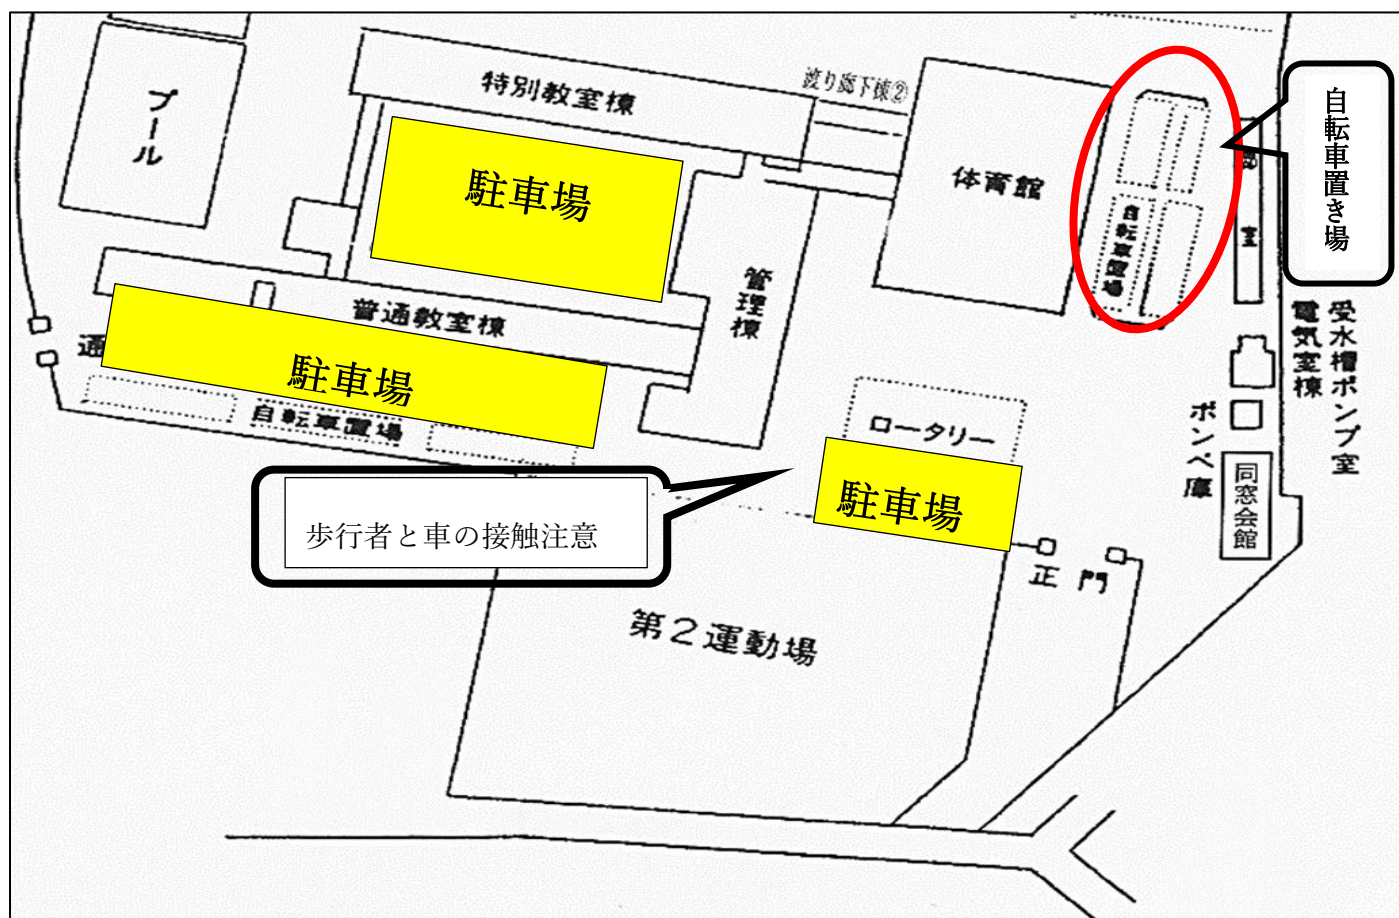 プール
特別教室棟
渡り廊下棟②
体育館
自転車置き場
駐車場
自転車置場
室
管理棟
普通教室棟
通
駐車場
自転車置場
ロータリー
駐車場
受水槽ポンプ室
電気室棟
ボンベ庫
同窓会館
歩行者と車の接触注意
正門
第2運動場